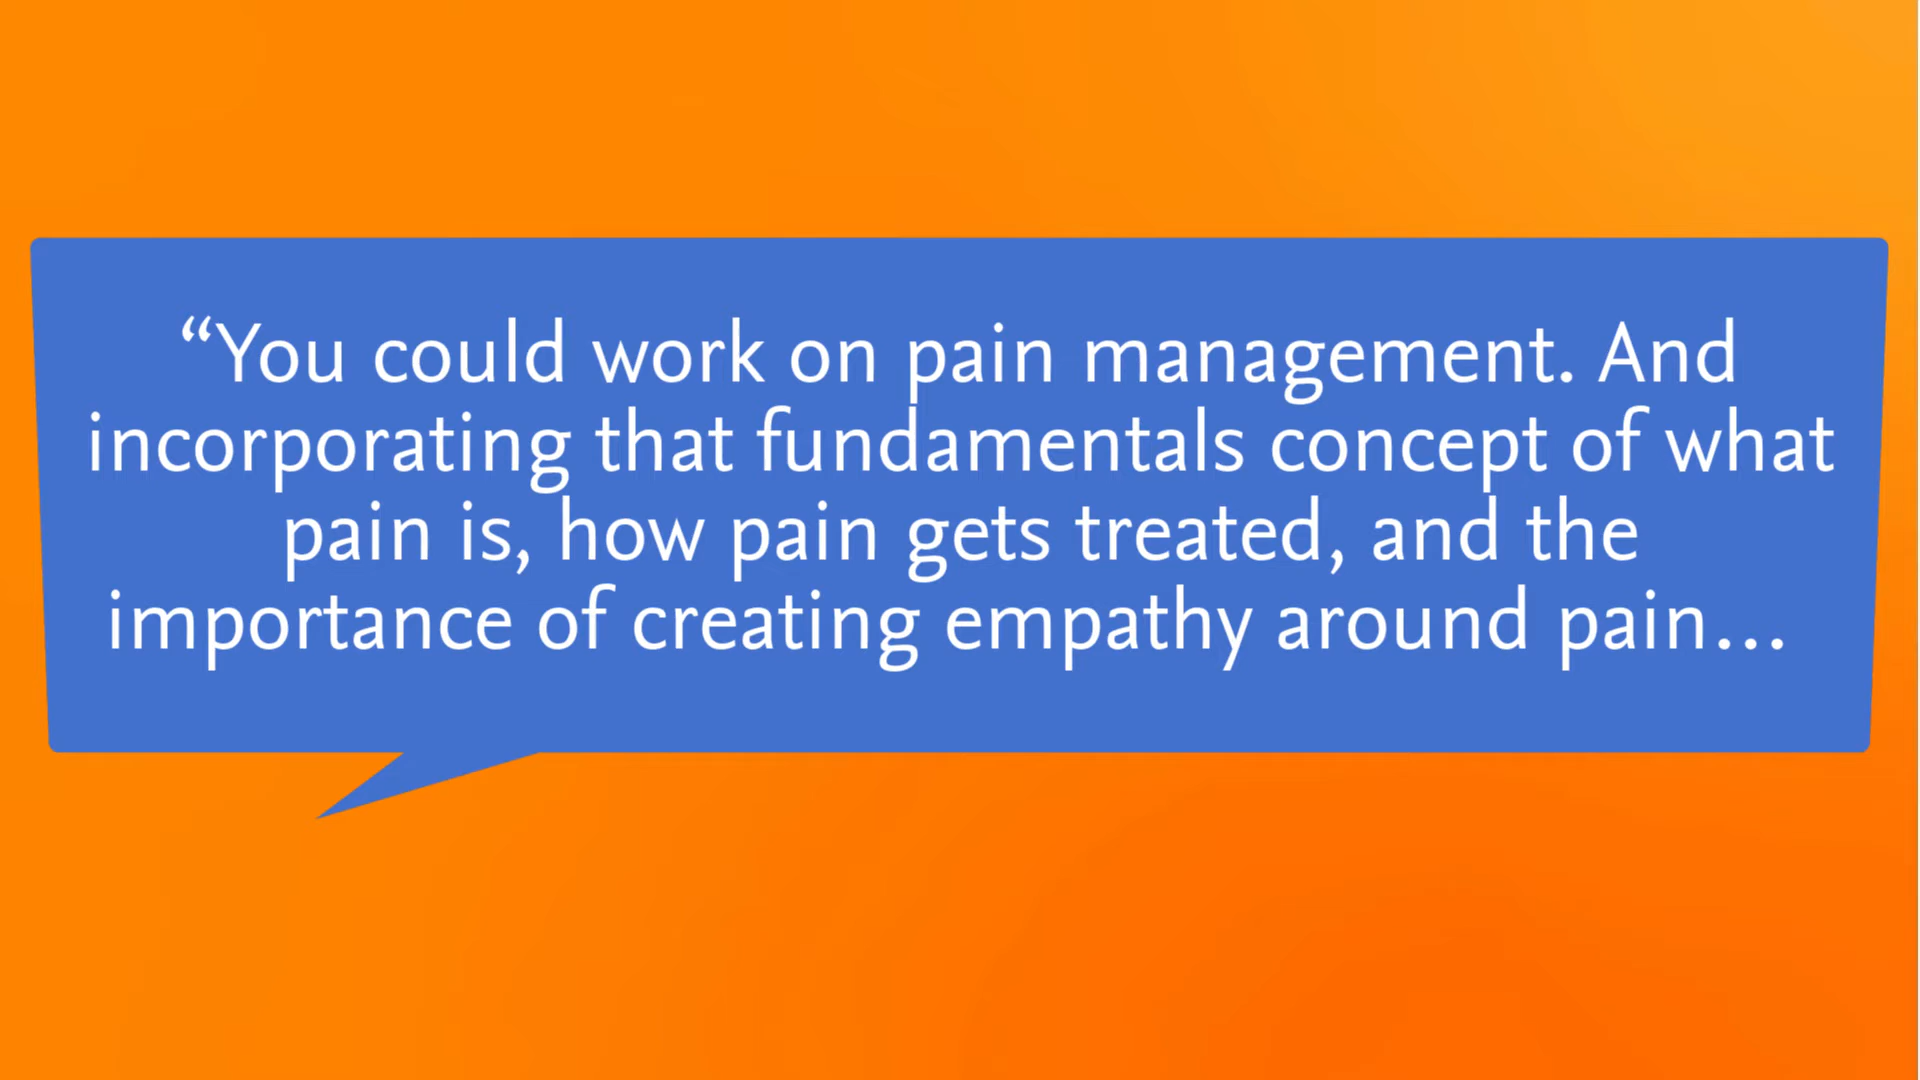 “You could work on pain management. And
incorporating that fundamentals concept of what
pain is, how pain gets treated, and the
importance of creating empathy around pain...